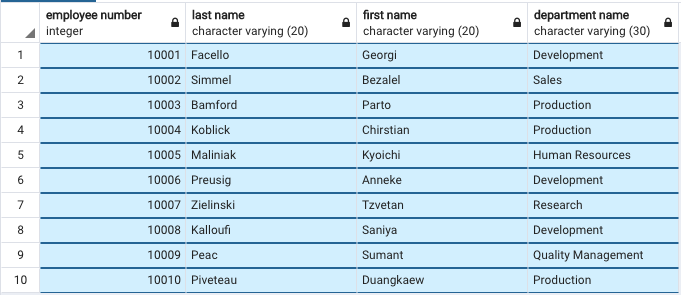 employee number last name first name department name
integer character varying (20) character varying (20) character varying (30)
1 10001 Facello Georgi Development
2 10002 Simmel Bezalel Sales
3 10003 Bamford Parto Production
4 10004 Koblick Chirstian Production
5 10005 Maliniak Kyoichi Human Resources
6 10006 Preusig Anneke Development
7 10007 Zielinski Tzvetan Research
8 10008 Kalloufi Saniya Development
9 10009 Peac Sumant Quality Management
10 10010 Piveteau Duangkaew Production